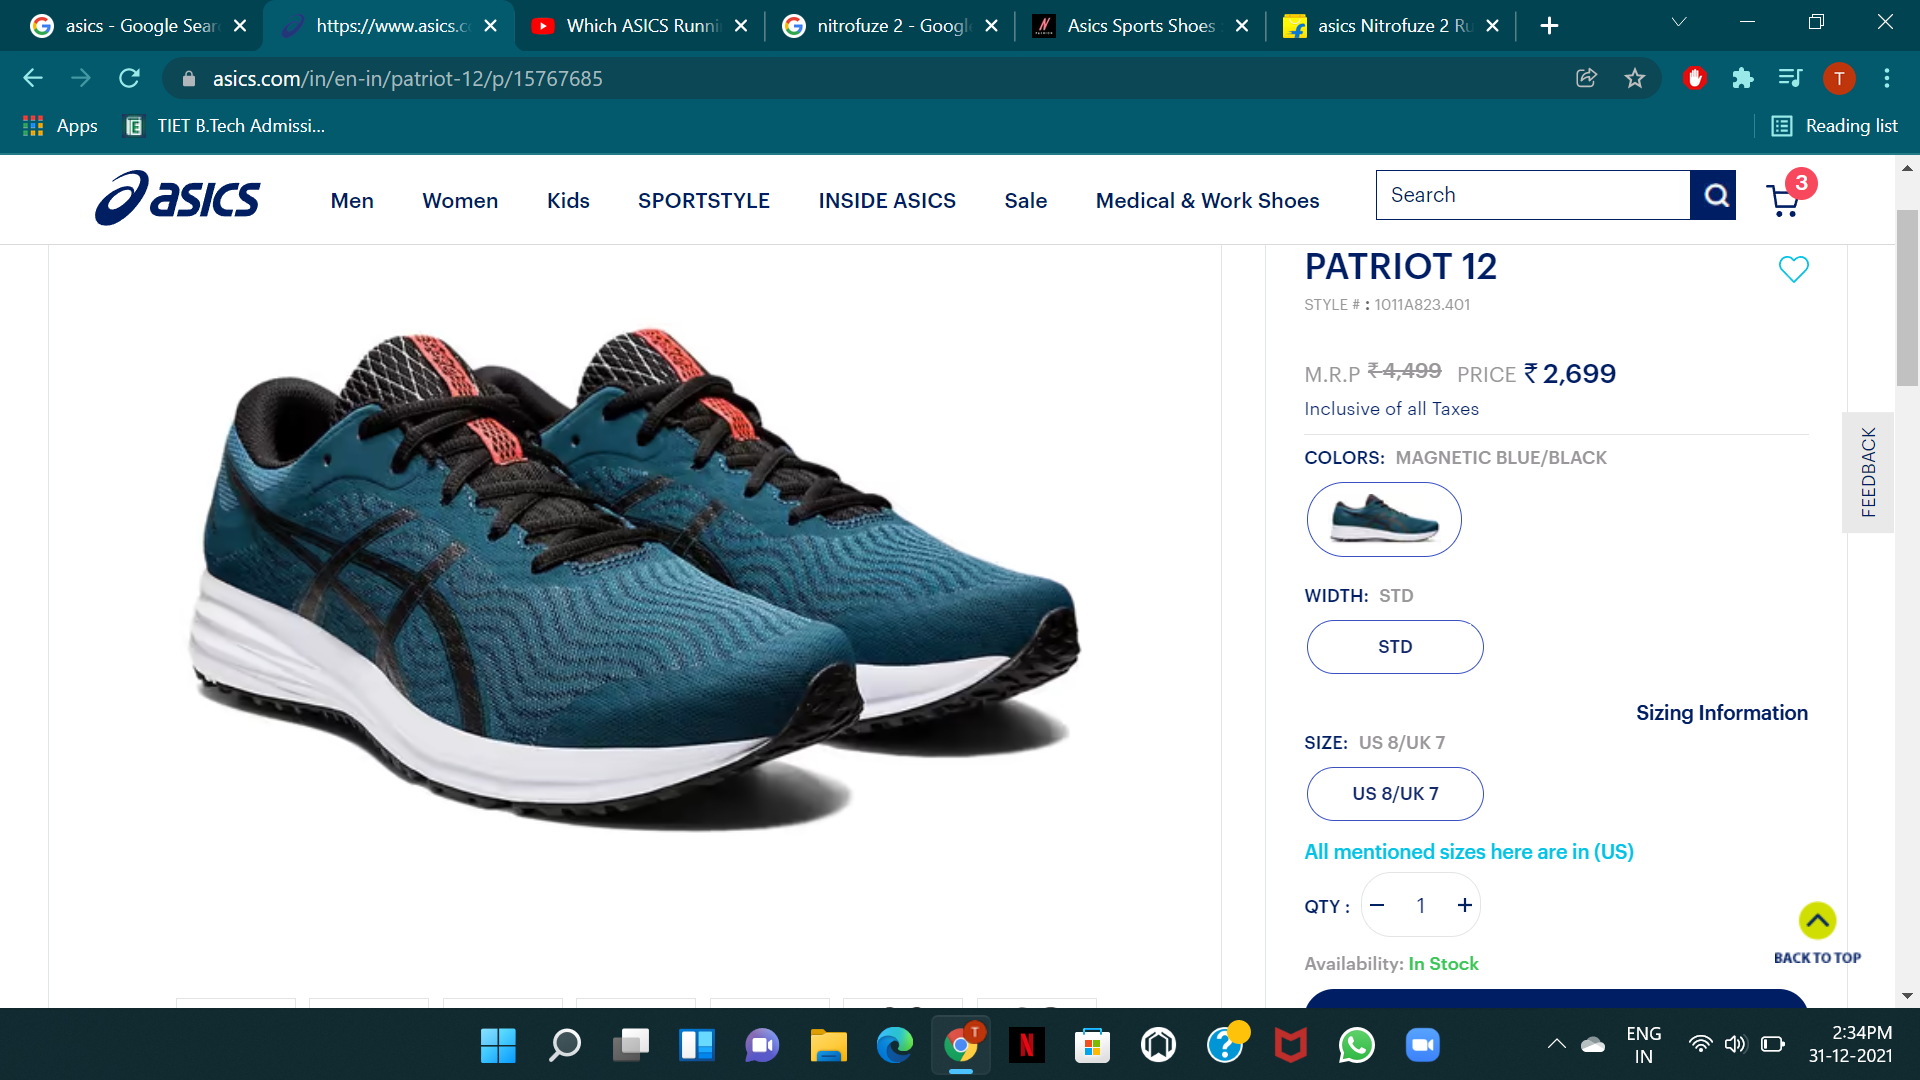 asics - Google Sear
https://www.asics.c
Which ASICS Runni
nitrofuze 2 - Googl
Asics Sports Shoes
asics Nitrofuze 2 Ru
asics.com/in/en-in/patriot-12/p/15767685
T
Apps
TIET B.Tech Admissi...
Reading list
asics
Men
Women
Kids
SPORTSTYLE
INSIDE ASICS
Sale
Medical & Work Shoes
Search
3
PATRIOT 12
STYLE # : 1011A823.401
M.R.P ₹ 4,499 PRICE ₹ 2,699
Inclusive of all Taxes
COLORS: MAGNETIC BLUE/BLACK
FEEDBACK
WIDTH: STD
STD
Sizing Information
SIZE: US 8/UK 7
US 8/UK 7
All mentioned sizes here are in (US)
QTY : − 1 +
BACK TO TOP
Availability: In Stock
T
N
ENG
IN
2:34PM
31-12-2021